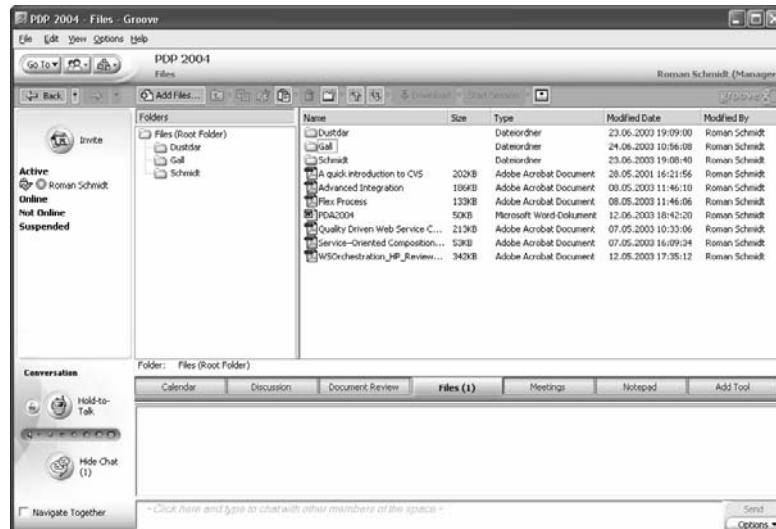 PDP 2004 - Files - Groove
File Edit View Options Help
Go To
PDP 2004
Files
Roman Schmidt (Manager
Back
Add Files...
Download
Start Session
groove
Invite
Active
Roman Schmidt
Online
Not Online
Suspended
Folders
Files (Root Folder)
Dustdar
Gall
Schmidt
Name Size Type Modified Date Modified By
Dustdar Dateiordner 23.06.2003 19:09:00 Roman Schmidt
Gall Dateiordner 24.06.2003 10:56:08 Roman Schmidt
Schmidt Dateiordner 23.06.2003 19:08:40 Roman Schmidt
A quick introduction to CVS 202KB Adobe Acrobat Document 28.05.2001 16:21:56 Roman Schmidt
Advanced Integration 186KB Adobe Acrobat Document 08.05.2003 11:46:10 Roman Schmidt
Flex Process 133KB Adobe Acrobat Document 08.05.2003 11:46:06 Roman Schmidt
PDA2004 50KB Microsoft Word-Dokument 12.06.2003 18:42:20 Roman Schmidt
Quality Driven Web Service C... 213KB Adobe Acrobat Document 07.05.2003 10:33:06 Roman Schmidt
Service-Oriented Composition... 53KB Adobe Acrobat Document 07.05.2003 16:09:34 Roman Schmidt
WSOrchestration_HP_Review... 342KB Adobe Acrobat Document 12.05.2003 17:35:12 Roman Schmidt
Folder: Files (Root Folder)
Calendar Discussion Document Review Files (1) Meetings Notepad Add Tool
Conversation
Hold-to-
Talk
Hide Chat
(1)
Navigate Together
- Click here and type to chat with other members of the space -
Send
Options